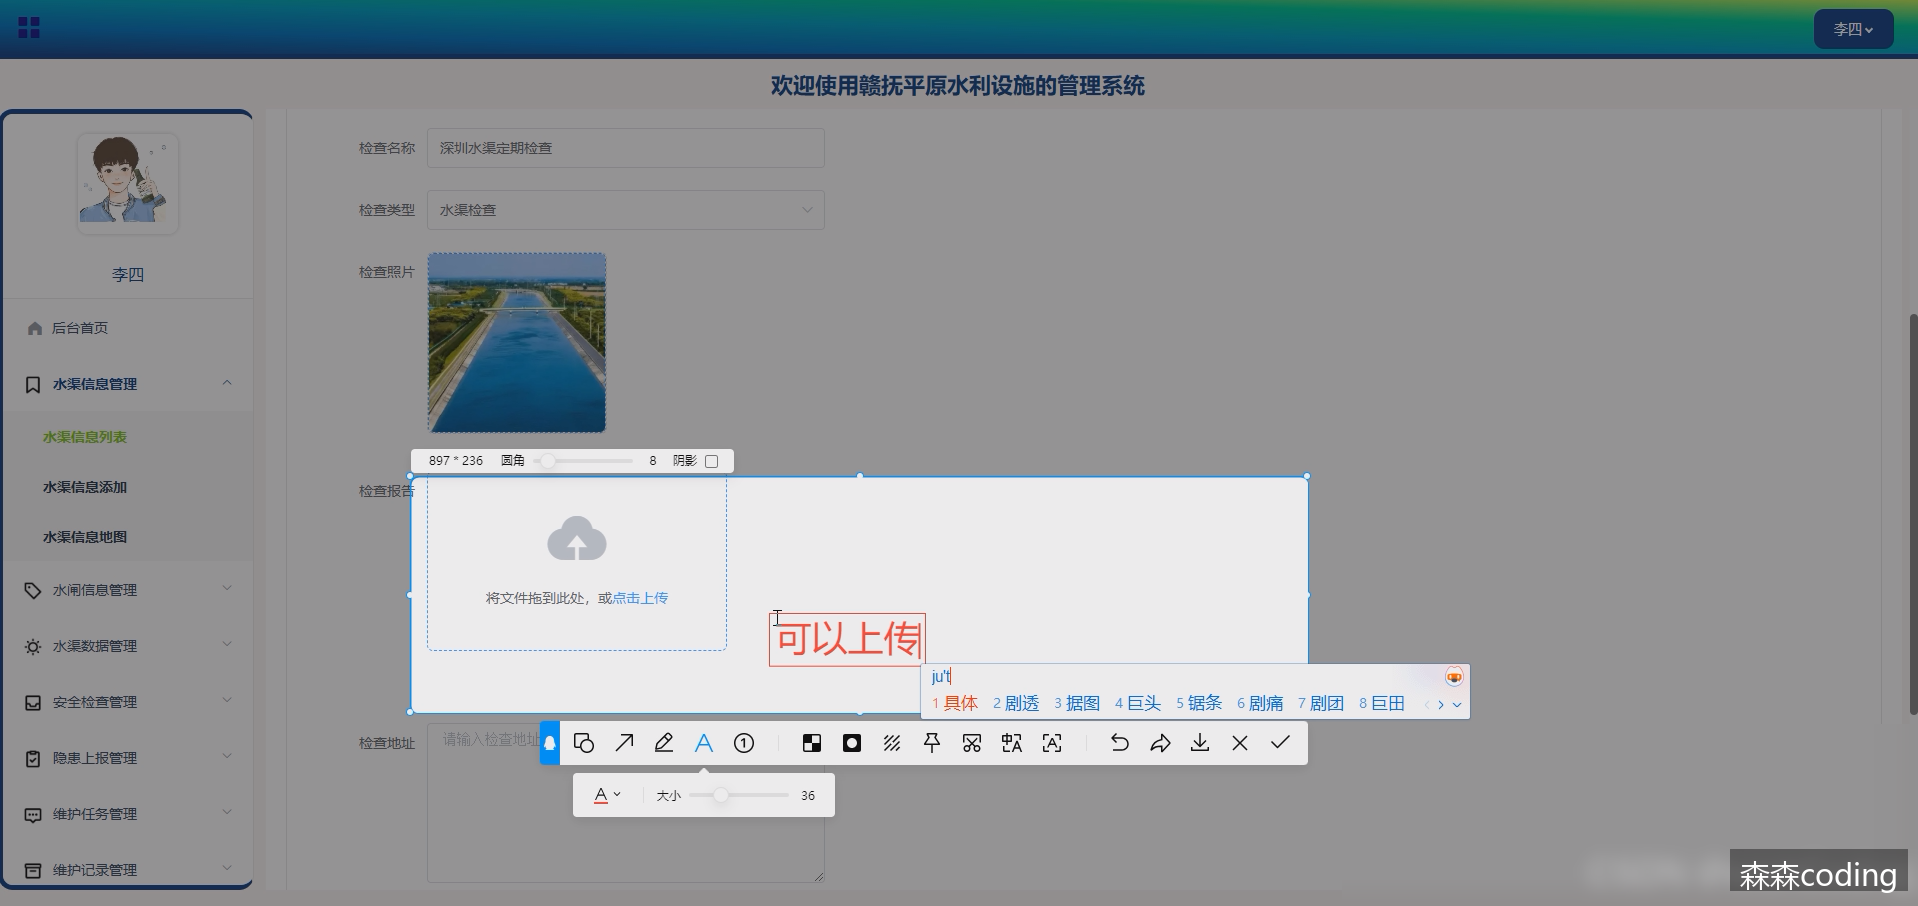 李四
欢迎使用赣抚平原水利设施的管理系统
李四
后台首页
水渠信息管理
水渠信息列表
水渠信息添加
水渠信息地图
水闸信息管理
水渠数据管理
安全检查管理
隐患上报管理
维护任务管理
维护记录管理
检查名称
深圳水渠定期检查
检查类型
水渠检查
检查照片
897 * 236 圆角 8 阴影
检查报告
将文件拖到此处，或点击上传
可以上传
ju't
1 具体 2 剧透 3 据图 4 巨头 5 锯条 6 剧痛 7 剧团 8 巨田
检查地址
请输入检查地址
大小 36
森森coding